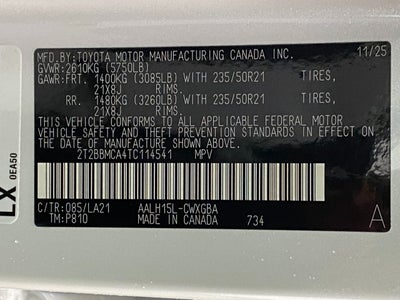 MFD.BY:TOYOTA MOTOR MANUFACTURING CANADA INC. 11/25
GVWR:2610KG (5750LB)
GAWR:FRT. 1400KG (3085LB) WITH 235/50R21 TIRES,
21X8J RIMS.
RR. 1480KG (3260LB) WITH 235/50R21 TIRES,
21X8J RIMS.
THIS VEHICLE CONFORMS TO ALL APPLICABLE FEDERAL MOTOR
VEHICLE SAFETY AND THEFT PREVENTION STANDARDS IN EFFECT
ON THE DATE OF MANUFACTURE SHOWN ABOVE.
2T2BBMCA4TC114541 MPV
C/TR:085/LA21 AALH15L-CWXGBA
TM:P810 MADE IN CANADA 734 A
LX 0EA50